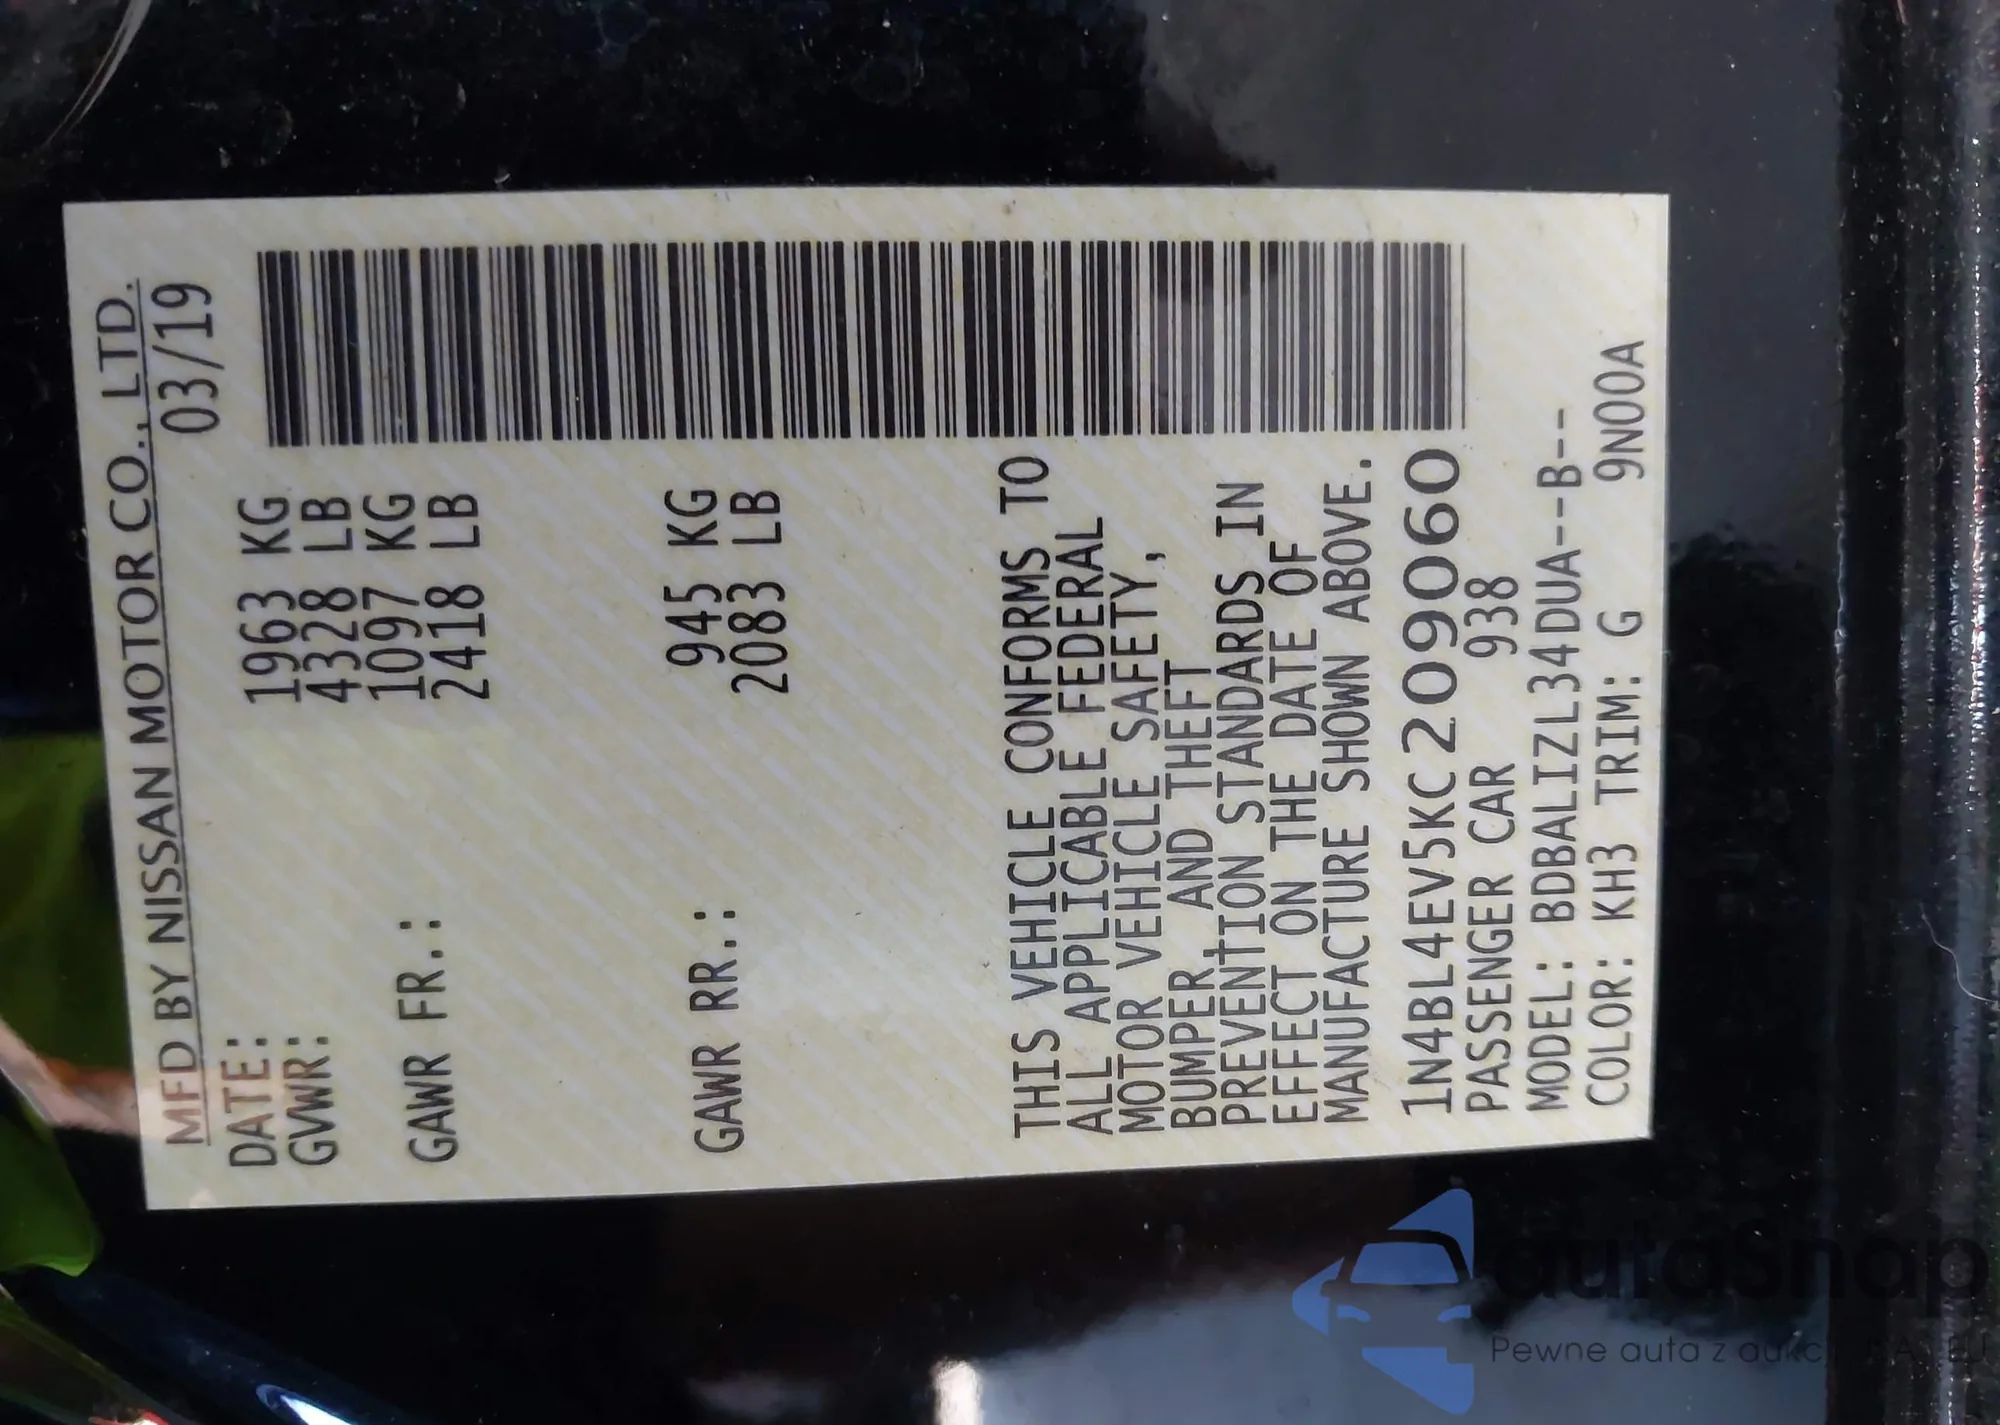 MFD BY NISSAN MOTOR CO., LTD.
DATE: 03/19
GVWR: 1963 KG
4328 LB
GAWR FR.: 1097 KG
2418 LB
GAWR RR.: 945 KG
2083 LB
THIS VEHICLE CONFORMS TO
ALL APPLICABLE FEDERAL
MOTOR VEHICLE SAFETY,
BUMPER, AND THEFT
PREVENTION STANDARDS IN
EFFECT ON THE DATE OF
MANUFACTURE SHOWN ABOVE.
1N4BL4EV5KC209060
PASSENGER CAR 938
MODEL: BDBALIZL34DUA--B--
COLOR: KH3 TRIM: G 9N00A
autoSnap
Pewne auta z aukcji